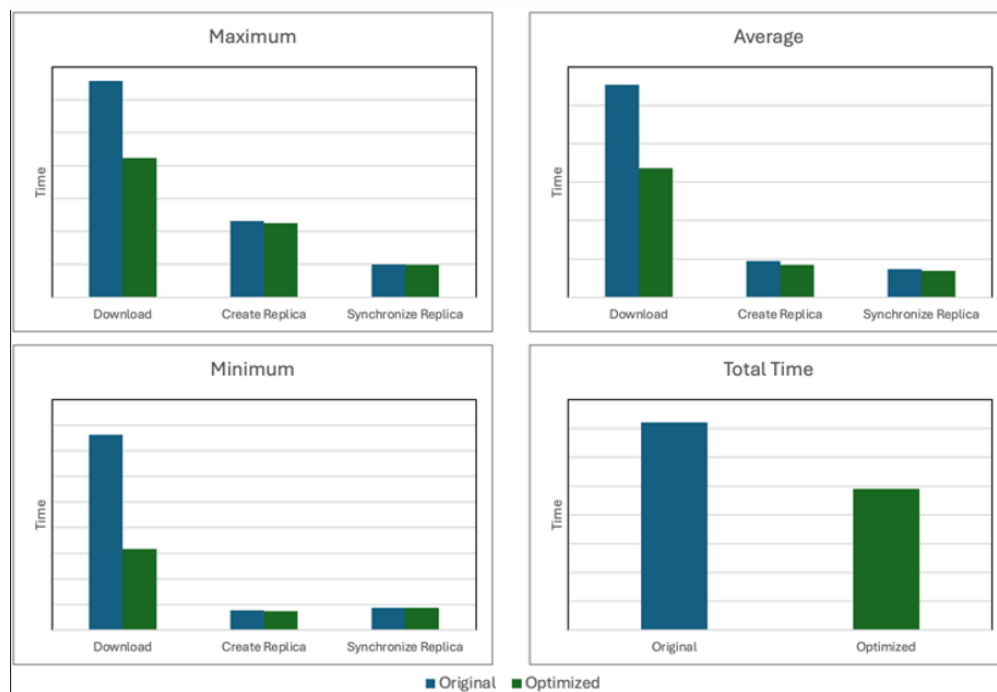 Maximum
Time
Download
Create Replica
Synchronize Replica
Average
Time
Download
Create Replica
Synchronize Replica
Minimum
Time
Download
Create Replica
Synchronize Replica
Total Time
Time
Original
Optimized
Original
Optimized